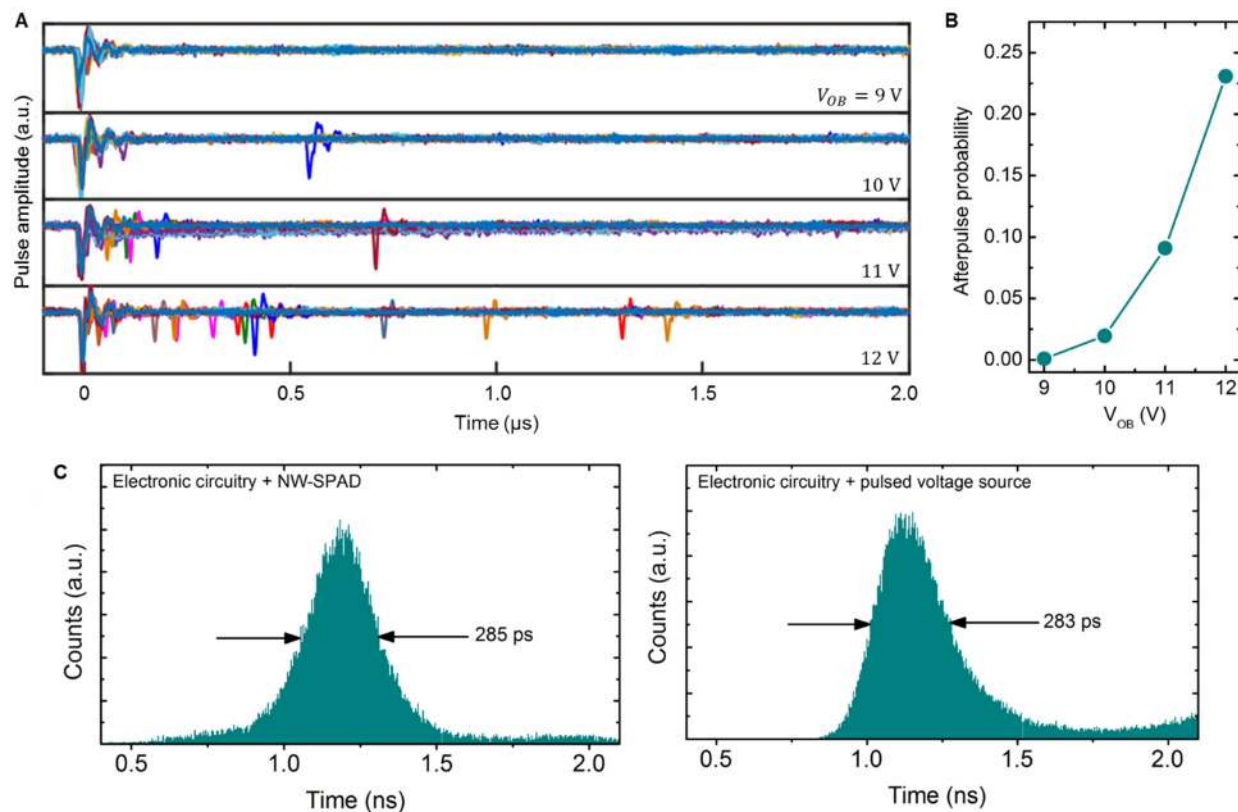 A
Pulse amplitude (a.u.)
V_OB = 9 V
10 V
11 V
12 V
0
0.5
1.0
1.5
2.0
Time (µs)
B
Afterpulse probablility
0.25
0.20
0.15
0.10
0.05
0.00
9
10
11
12
V_OB (V)
C
Electronic circuitry + NW-SPAD
Counts (a.u.)
285 ps
0.5
1.0
1.5
2.0
Time (ns)
Electronic circuitry + pulsed voltage source
Counts (a.u.)
283 ps
0.5
1.0
1.5
2.0
Time (ns)